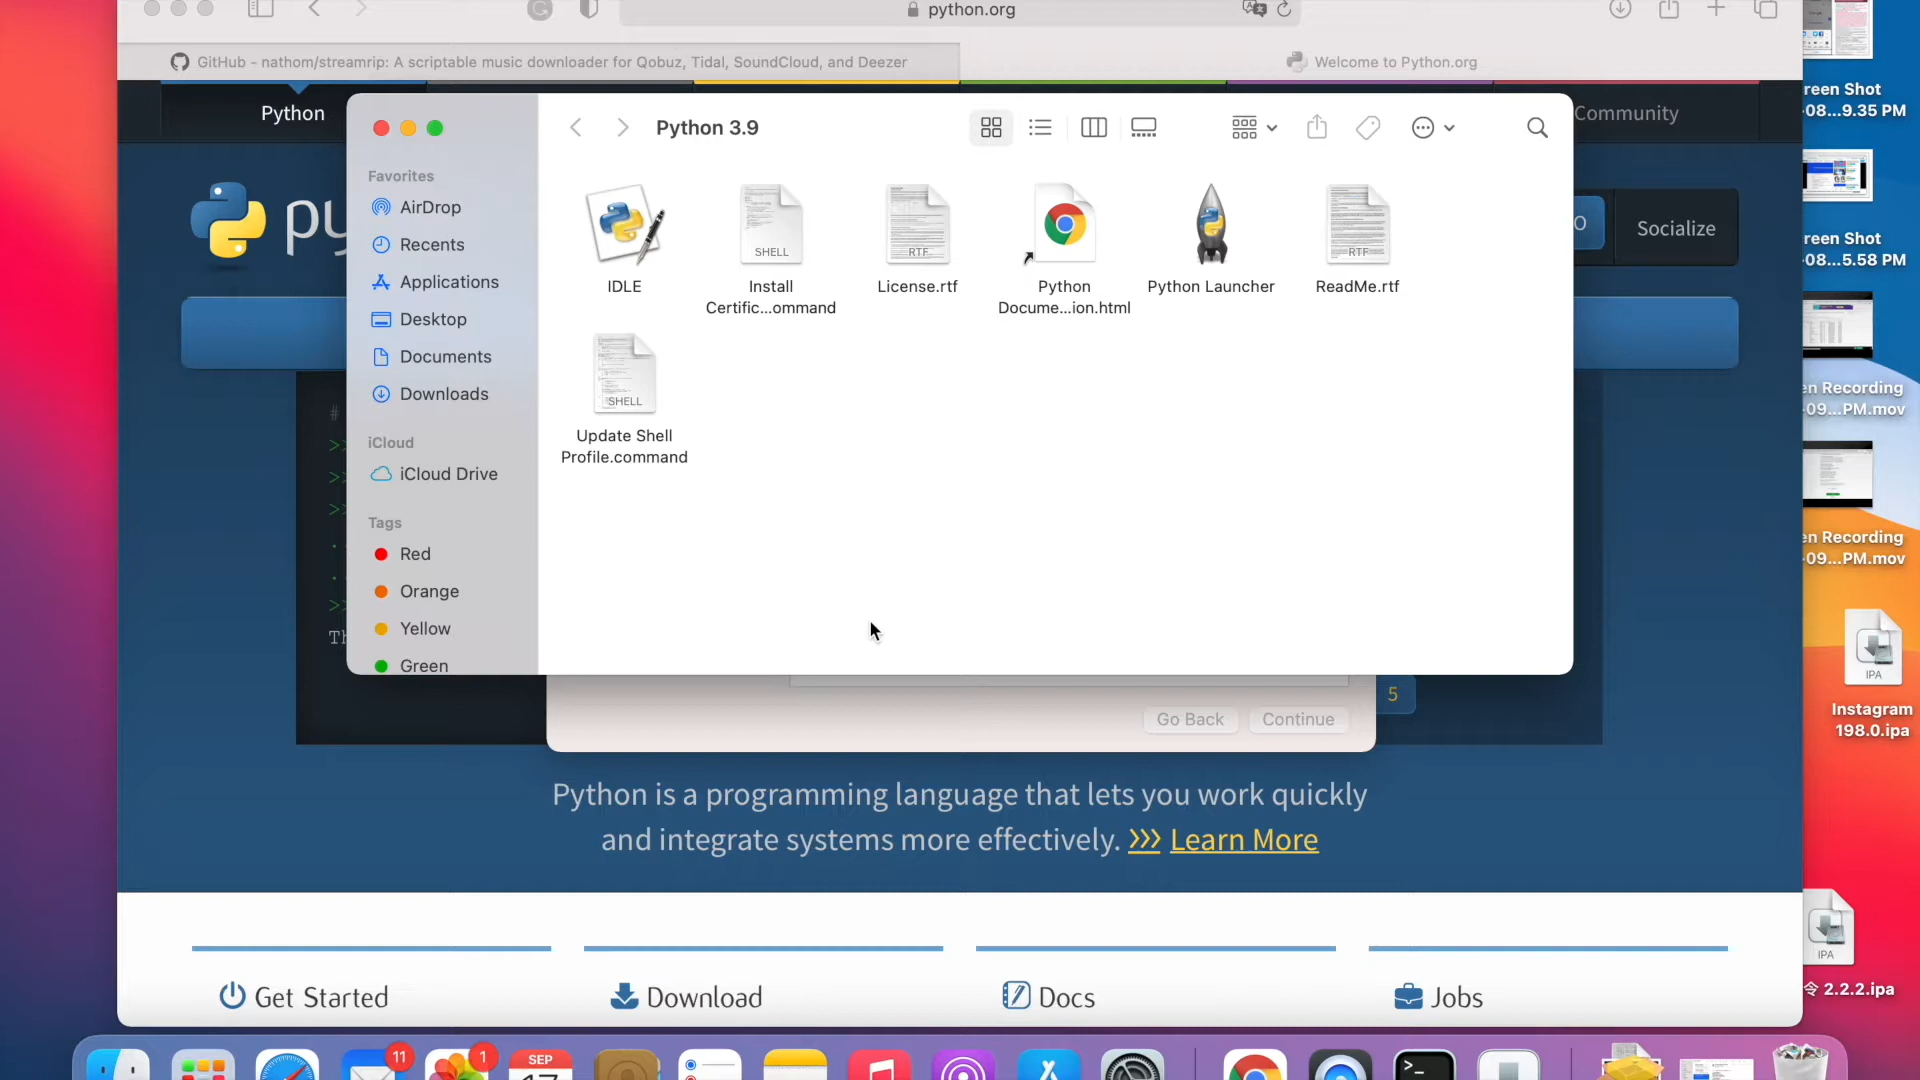 python.org
GitHub - nathom/streamrip: A scriptable music downloader for Qobuz, Tidal, SoundCloud, and Deezer
Welcome to Python.org
Python
Community
Python 3.9
Favorites
AirDrop
Recents
Applications
Desktop
Documents
Downloads
iCloud
iCloud Drive
Tags
Red
Orange
Yellow
Green
SHELL
RTF
RTF
IDLE
Install
Certific...ommand
License.rtf
Python
Docume...ion.html
Python Launcher
ReadMe.rtf
SHELL
Update Shell
Profile.command
py
O
Socialize
#
>>
>>
>>
>>
Th
5
Go Back
Continue
Python is a programming language that lets you work quickly
and integrate systems more effectively. >>> Learn More
Get Started
Download
Docs
Jobs
reen Shot
-08...9.35 PM
reen Shot
-08...5.58 PM
en Recording
-09...PM.mov
en Recording
-09...PM.mov
IPA
Instagram
198.0.ipa
IPA
令 2.2.2.ipa
11
1
SEP
17
>_